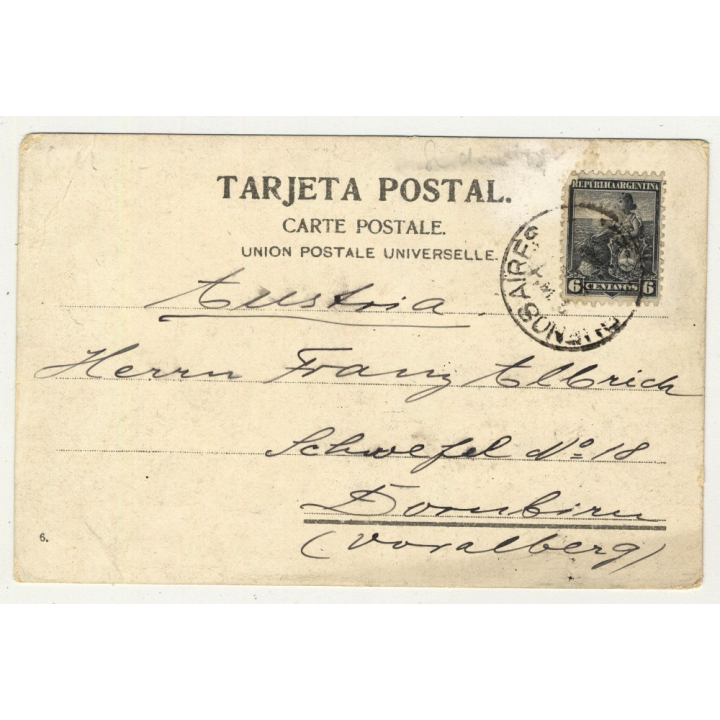 TARJETA POSTAL.
CARTE POSTALE.
UNION POSTALE UNIVERSELLE.
REPUBLICA ARGENTINA
6 CENTAVOS 6
BUENOS AIRES
Austria
Herrn Franz Albrich
Schwefel No 18
Dornbirn
(Voralberg)
6.